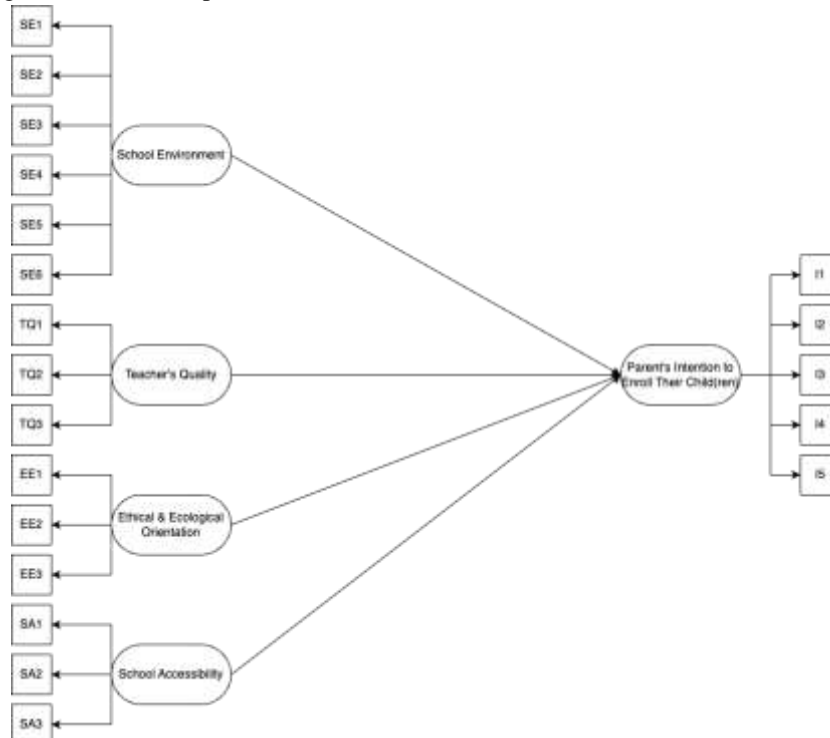 SE1
SE2
SE3
SE4
SE5
SE6
School Environment
TQ1
TQ2
TQ3
Teacher's Quality
EE1
EE2
EE3
Ethical & Ecological
Orientation
SA1
SA2
SA3
School Accessibility
Parent's Intention to
Enroll Their Child(ren)
I1
I2
I3
I4
I5